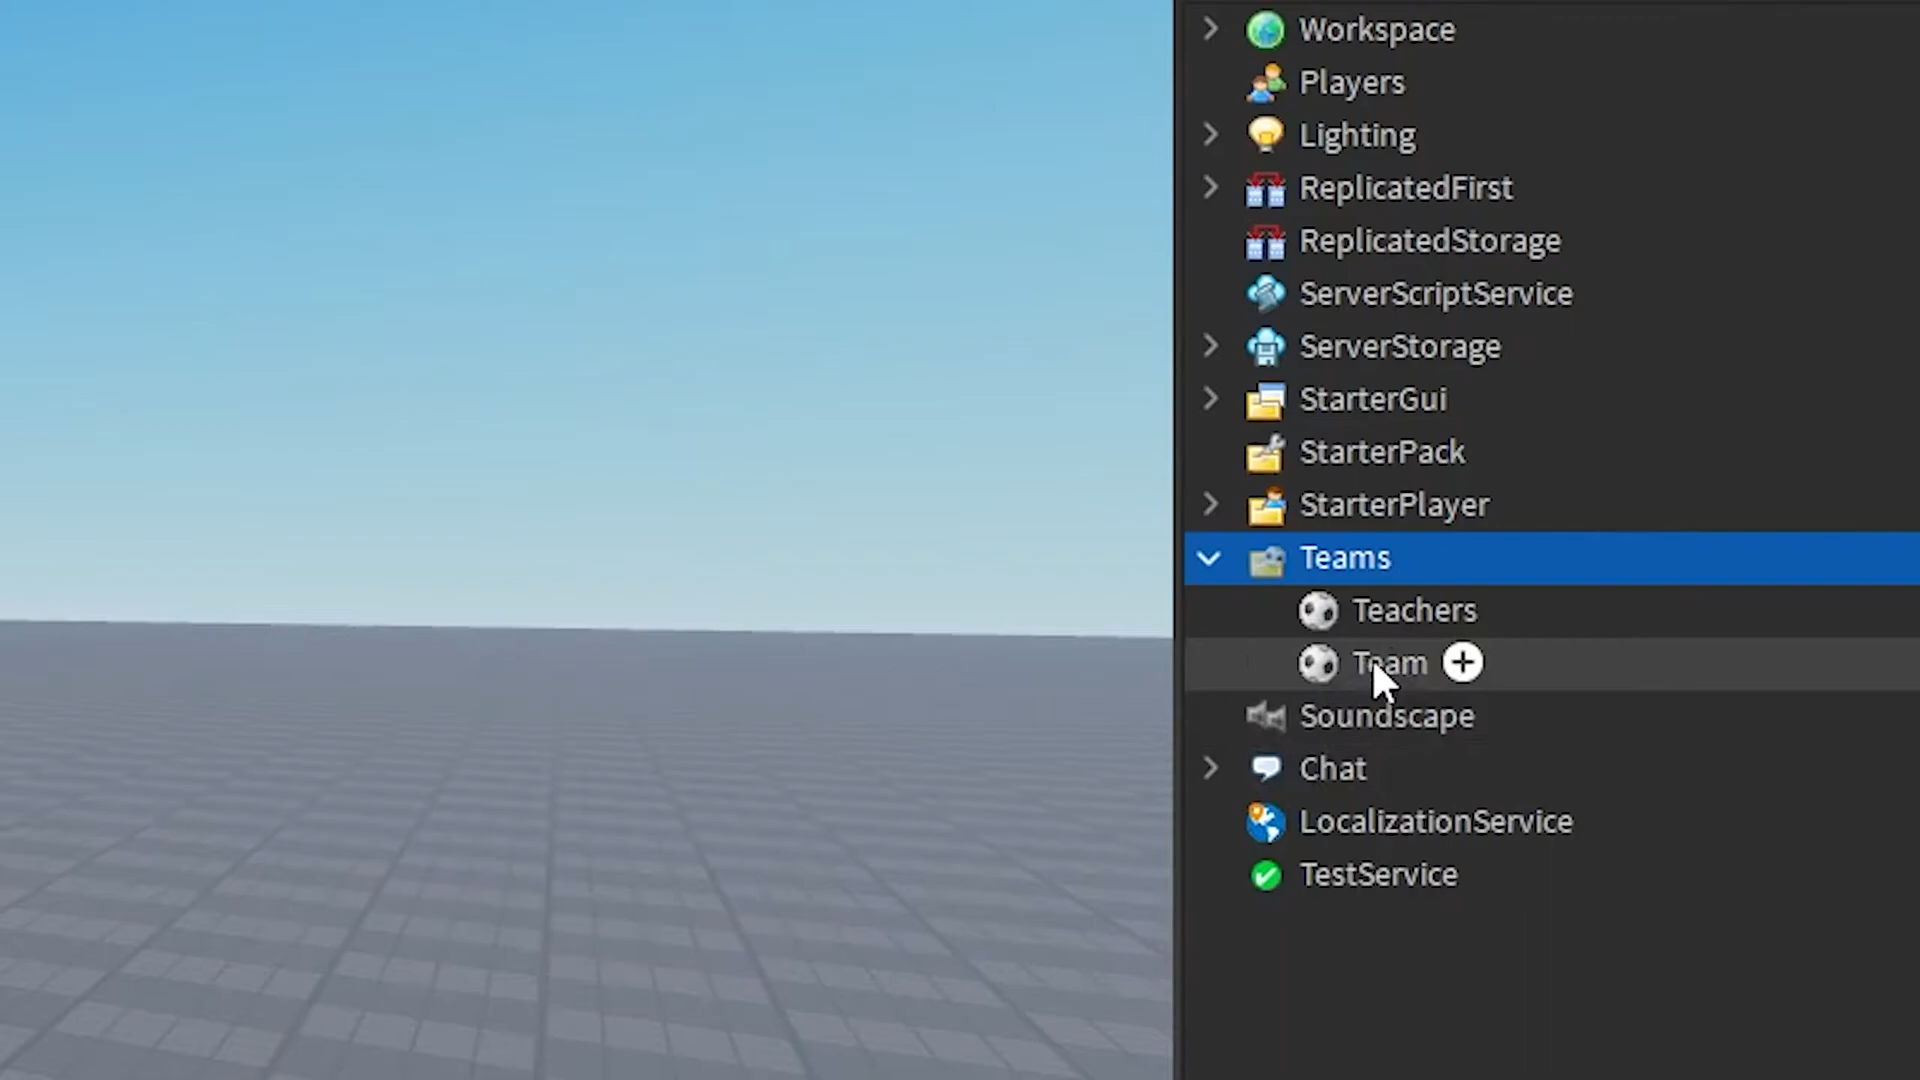 Workspace
Players
Lighting
ReplicatedFirst
ReplicatedStorage
ServerScriptService
ServerStorage
StarterGui
StarterPack
StarterPlayer
Teams
Teachers
Team
Soundscape
Chat
LocalizationService
TestService